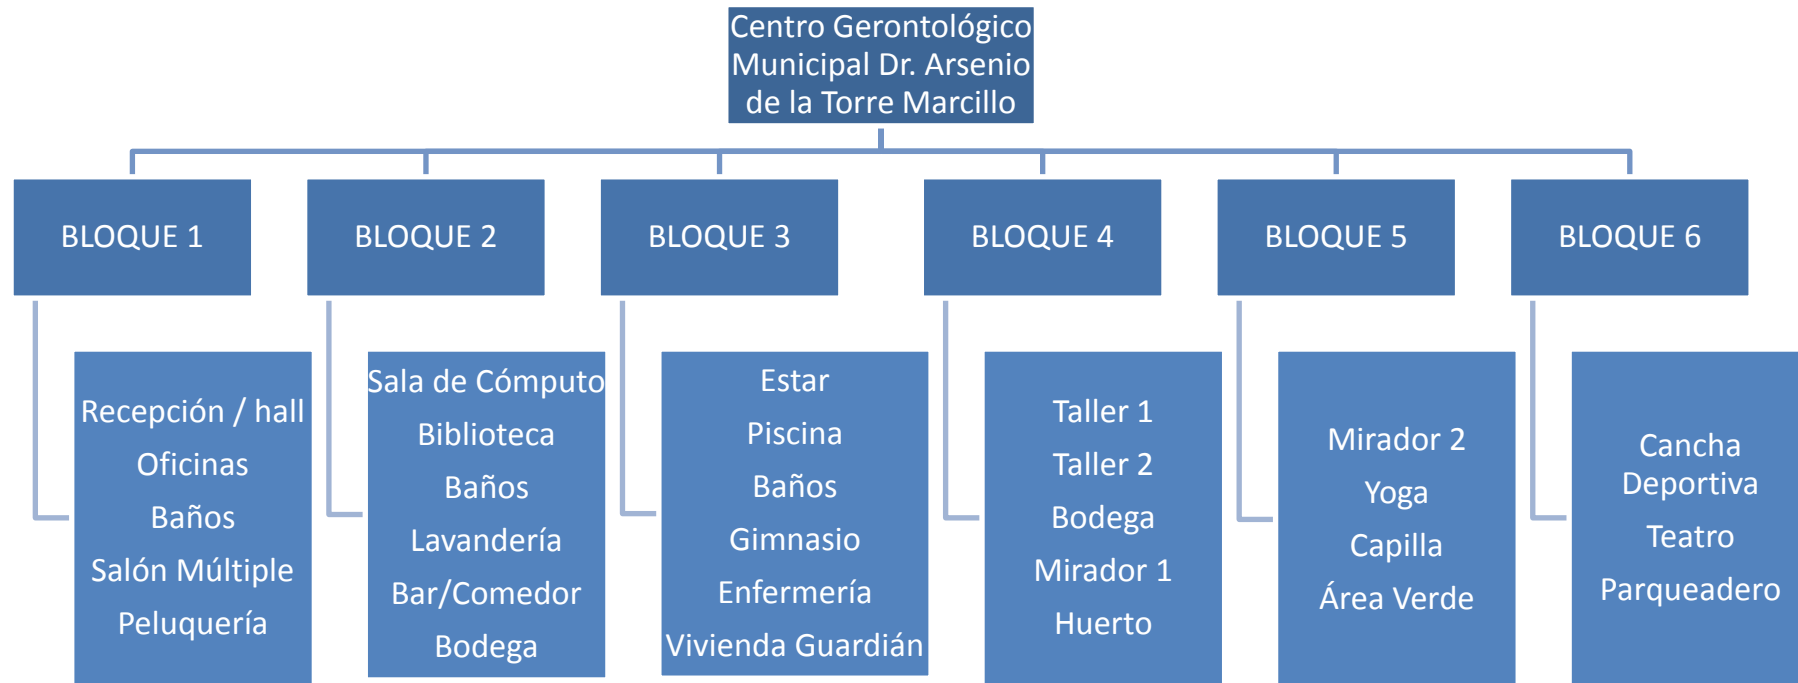 Centro Gerontológico
Municipal Dr. Arsenio
de la Torre Marcillo
BLOQUE 1
BLOQUE 2
BLOQUE 3
BLOQUE 4
BLOQUE 5
BLOQUE 6
Recepción / hall
Oficinas
Baños
Salón Múltiple
Peluquería
Sala de Cómputo
Biblioteca
Baños
Lavandería
Bar/Comedor
Bodega
Estar
Piscina
Baños
Gimnasio
Enfermería
Vivienda Guardián
Taller 1
Taller 2
Bodega
Mirador 1
Huerto
Mirador 2
Yoga
Capilla
Área Verde
Cancha
Deportiva
Teatro
Parqueadero